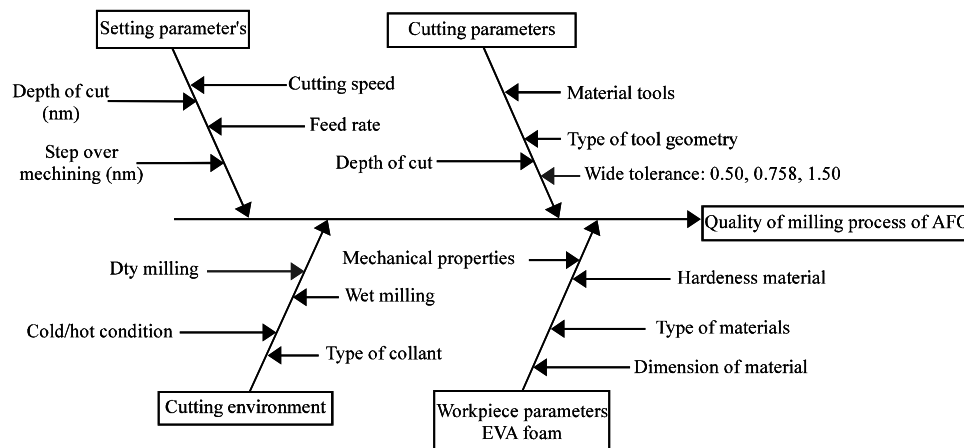 Setting parameter's
Cutting parameters
Cutting speed
Depth of cut
(nm)
Feed rate
Step over
mechining (nm)
Material tools
Type of tool geometry
Depth of cut
Wide tolerance: 0.50, 0.758, 1.50
Quality of milling process of AFO
Mechanical properties
Dty milling
Hardeness material
Wet milling
Cold/hot condition
Type of materials
Type of collant
Dimension of material
Cutting environment
Workpiece parameters
EVA foam